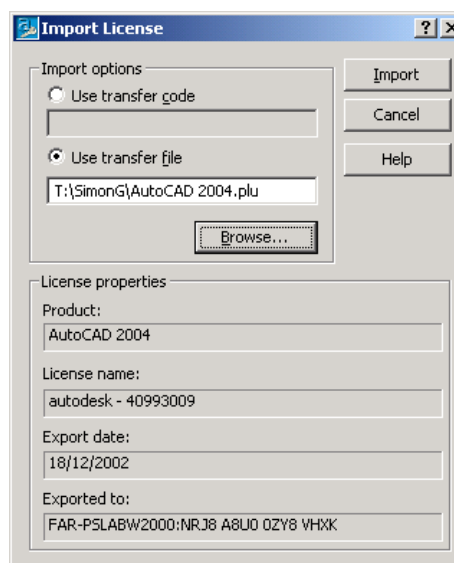 Import License
Import options
Use transfer code
Use transfer file
T:\SimonG\AutoCAD 2004.plu
Browse...
Import
Cancel
Help
License properties
Product:
AutoCAD 2004
License name:
autodesk - 40993009
Export date:
18/12/2002
Exported to:
FAR-PSLABW2000:NRJ8 A8U0 0ZY8 VHXK